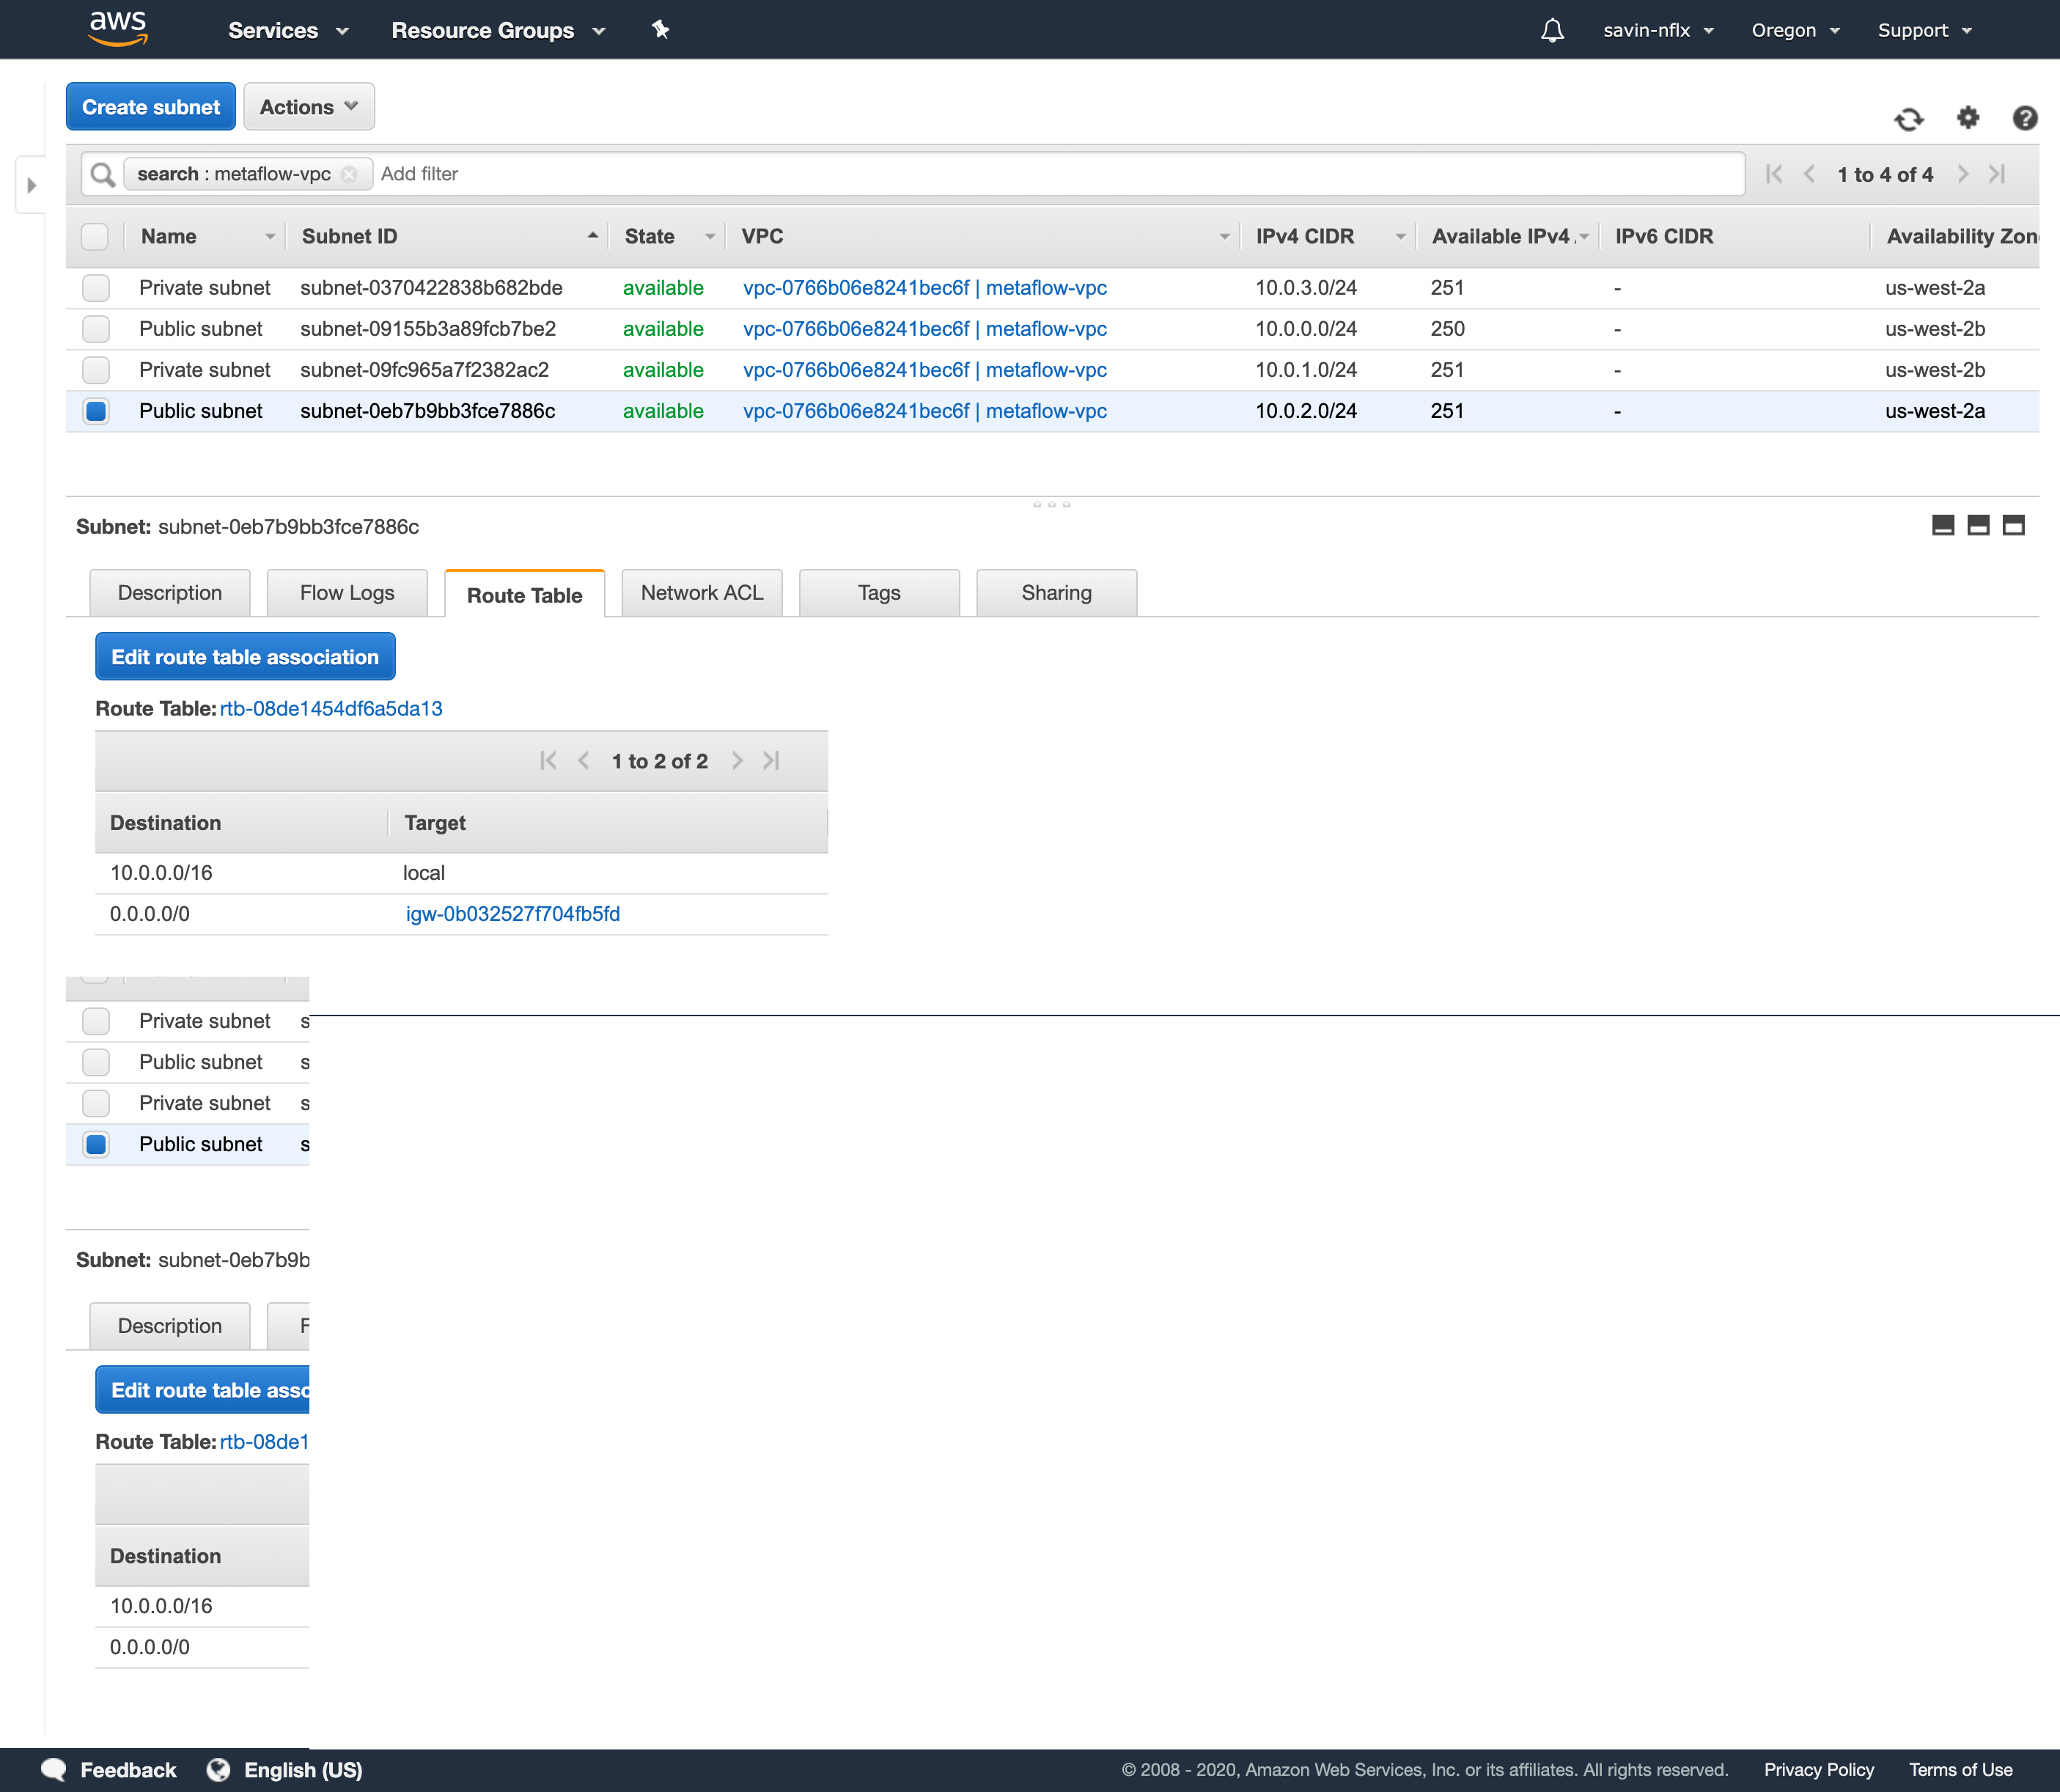 aws Services Resource Groups savin-nflx Oregon Support
Create subnet Actions
search : metaflow-vpc Add filter 1 to 4 of 4
Name Subnet ID State VPC IPv4 CIDR Available IPv4 IPv6 CIDR Availability Zon
Private subnet subnet-0370422838b682bde available vpc-0766b06e8241bec6f | metaflow-vpc 10.0.3.0/24 251 - us-west-2a
Public subnet subnet-09155b3a89fcb7be2 available vpc-0766b06e8241bec6f | metaflow-vpc 10.0.0.0/24 250 - us-west-2b
Private subnet subnet-09fc965a7f2382ac2 available vpc-0766b06e8241bec6f | metaflow-vpc 10.0.1.0/24 251 - us-west-2b
Public subnet subnet-0eb7b9bb3fce7886c available vpc-0766b06e8241bec6f | metaflow-vpc 10.0.2.0/24 251 - us-west-2a
Subnet: subnet-0eb7b9bb3fce7886c
Description Flow Logs Route Table Network ACL Tags Sharing
Edit route table association
Route Table: rtb-08de1454df6a5da13
1 to 2 of 2
Destination Target
10.0.0.0/16 local
0.0.0.0/0 igw-0b032527f704fb5fd
Private subnet s
Public subnet s
Private subnet s
Public subnet s
Subnet: subnet-0eb7b9b
Description F
Edit route table asso
Route Table: rtb-08de1
Destination
10.0.0.0/16
0.0.0.0/0
Feedback English (US) © 2008 - 2020, Amazon Web Services, Inc. or its affiliates. All rights reserved. Privacy Policy Terms of Use